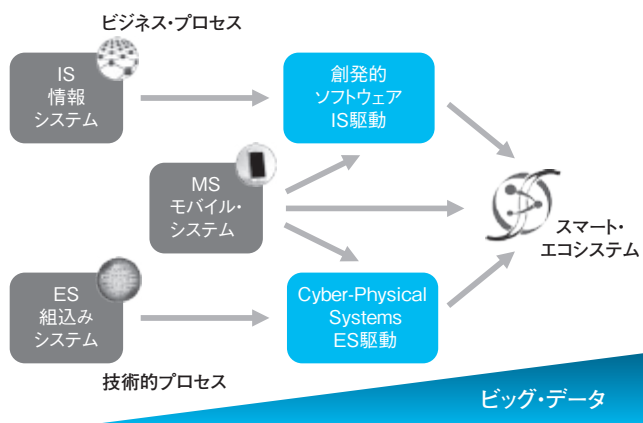 ビジネス・プロセス
IS
情報
システム
創発的
ソフトウェア
IS駆動
MS
モバイル・
システム
スマート・
エコシステム
ES
組込み
システム
Cyber-Physical
Systems
ES駆動
技術的プロセス
ビッグ・データ